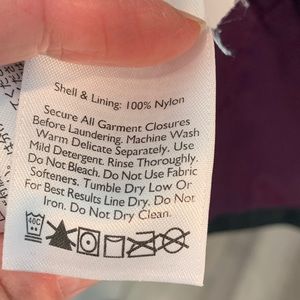 Shell & Lining: 100% Nylon
Secure All Garment Closures
Before Laundering. Machine Wash
Warm Delicate Separately. Use
Mild Detergent. Rinse Thoroughly.
Do Not Bleach. Do Not Use Fabric
Softeners. Tumble Dry Low Or
For Best Results Line Dry. Do Not
Iron. Do Not Dry Clean.
40C